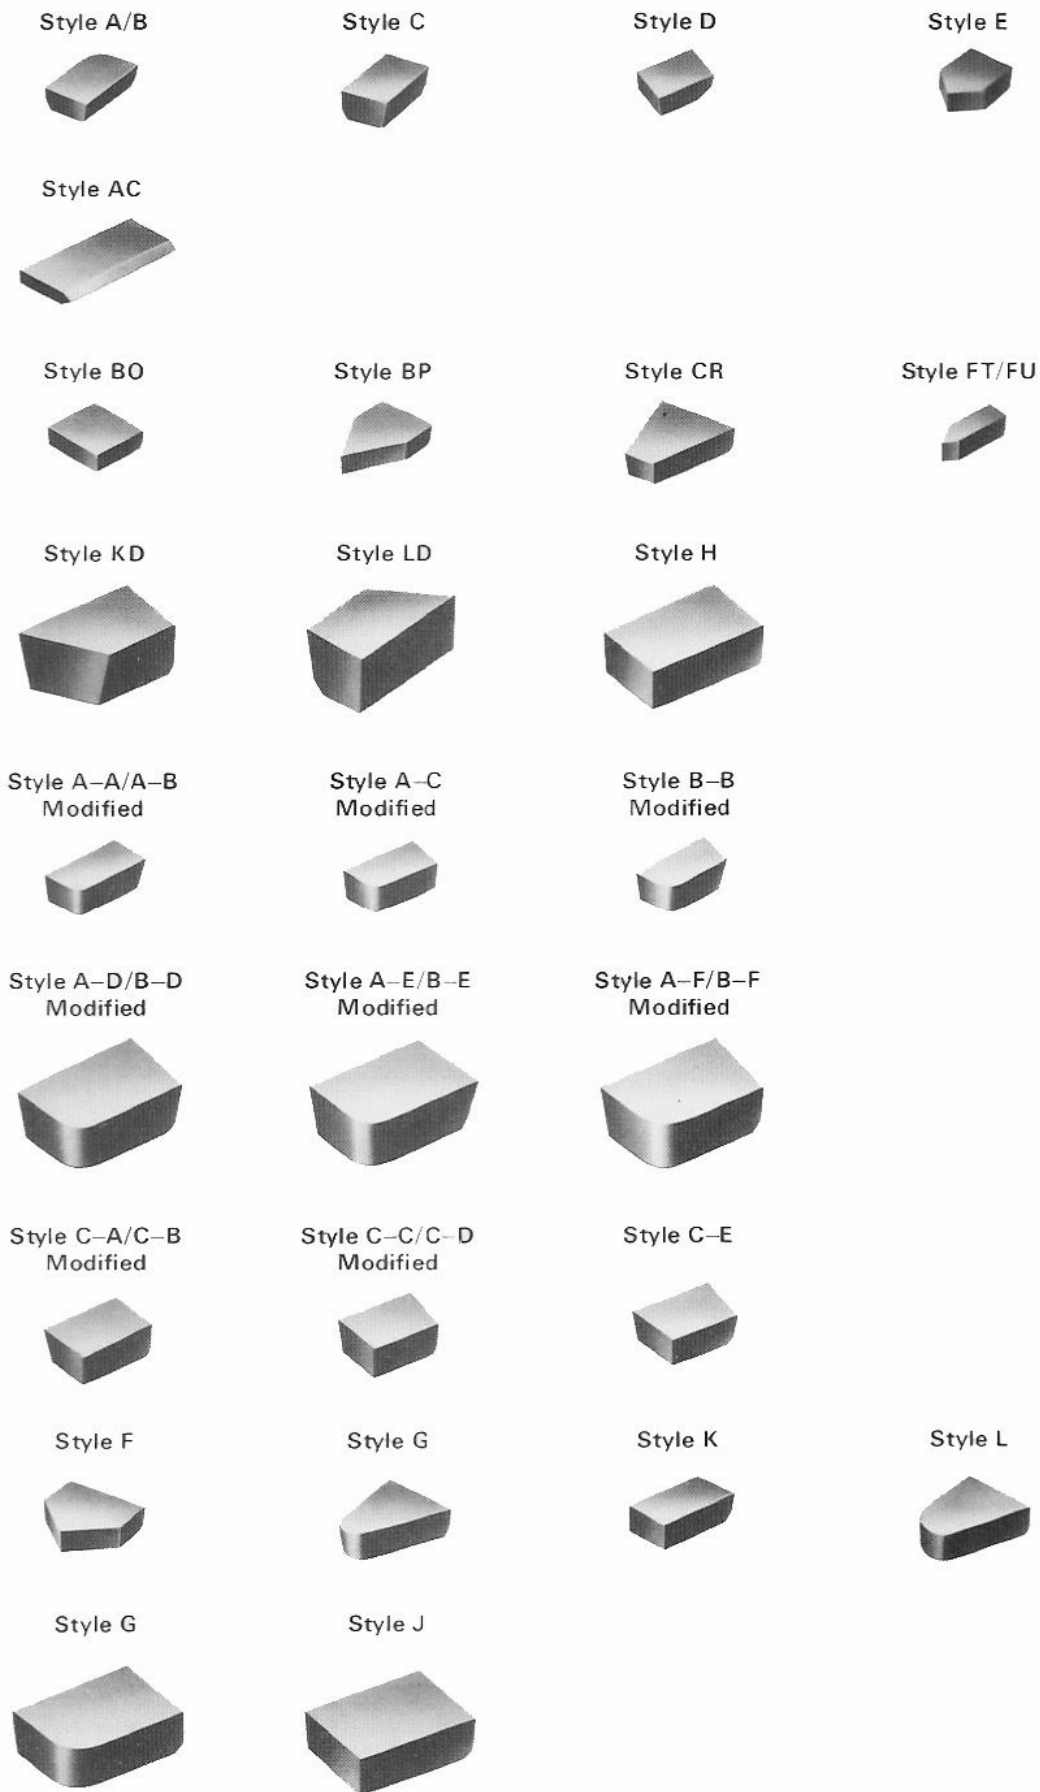 Style A/B
Style C
Style D
Style E
Style AC
Style BO
Style BP
Style CR
Style FT/FU
Style KD
Style LD
Style H
Style A–A/A–B
Modified
Style A–C
Modified
Style B–B
Modified
Style A–D/B–D
Modified
Style A–E/B–E
Modified
Style A–F/B–F
Modified
Style C–A/C–B
Modified
Style C–C/C–D
Modified
Style C–E
Style F
Style G
Style K
Style L
Style G
Style J